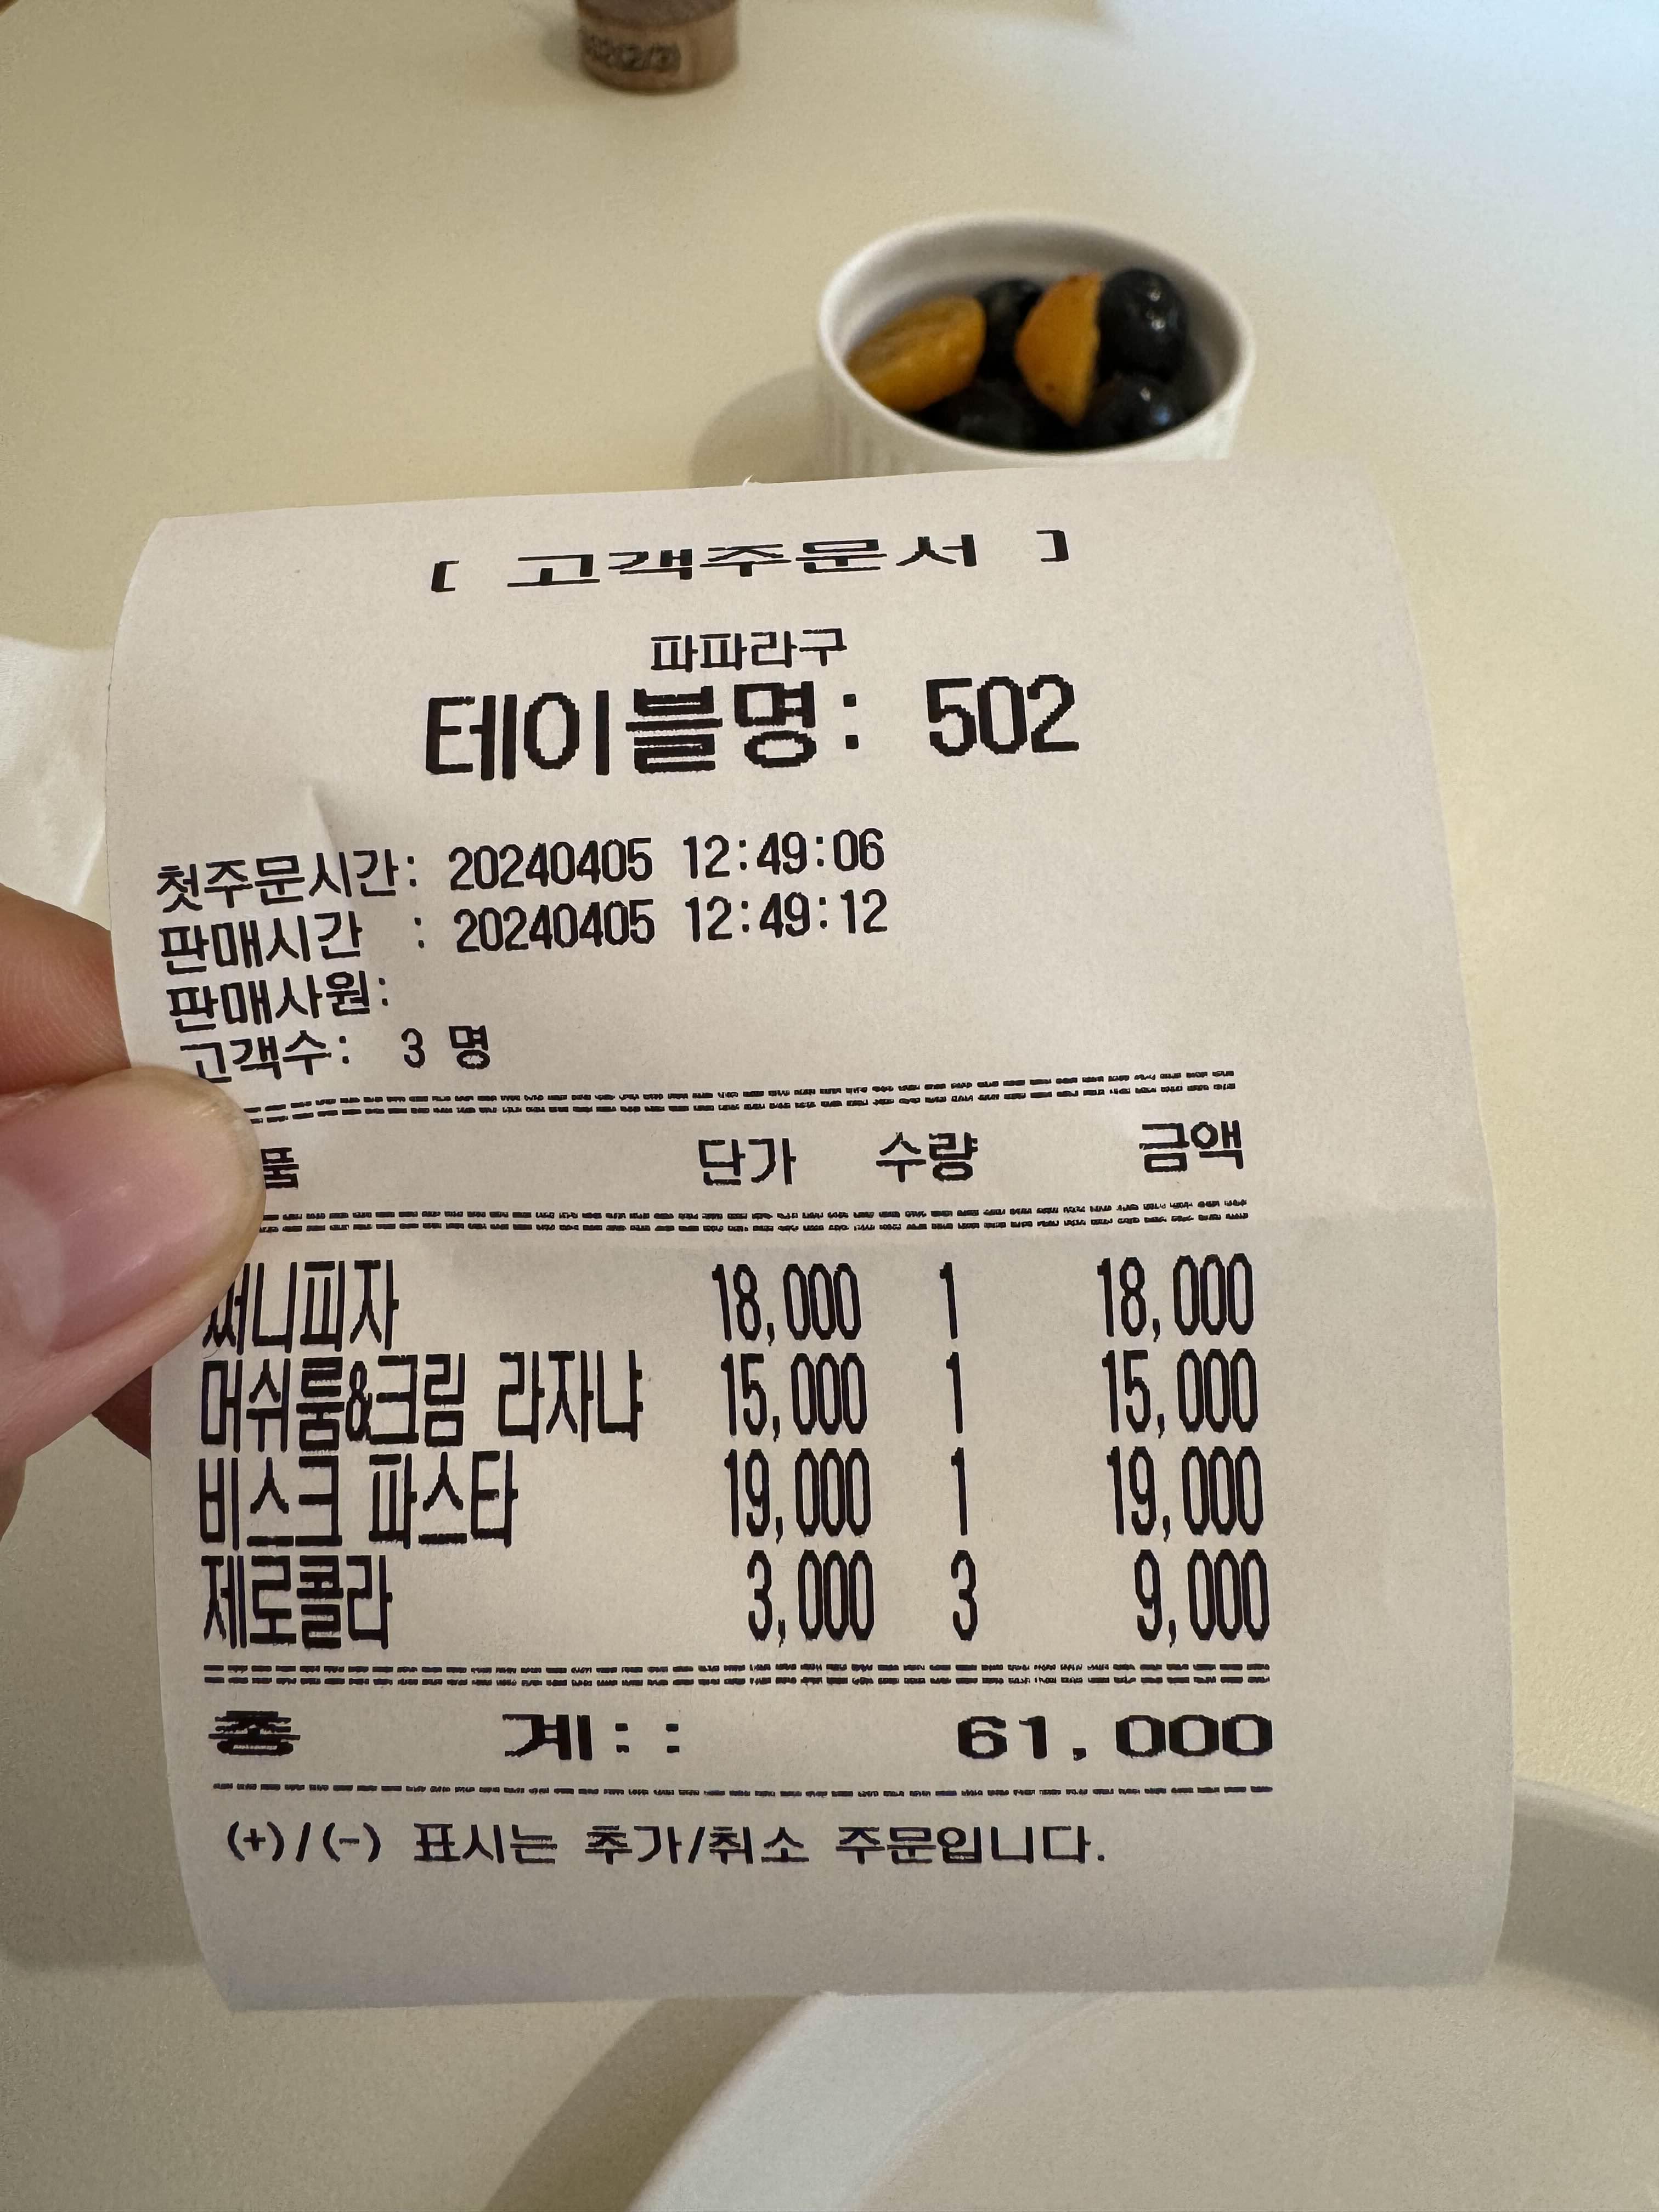 [ 고객주문서 ]
파파라구
테이블명: 502
첫주문시간: 20240405 12:49:06
판매시간 : 20240405 12:49:12
판매사원:
고객수: 3 명
품 단가 수량 금액
써니피자 18,000 1 18,000
머쉬룸&크림 라자냐 15,000 1 15,000
비스크 파스타 19,000 1 19,000
제로콜라 3,000 3 9,000
총 계:: 61,000
(+)/(-) 표시는 추가/취소 주문입니다.